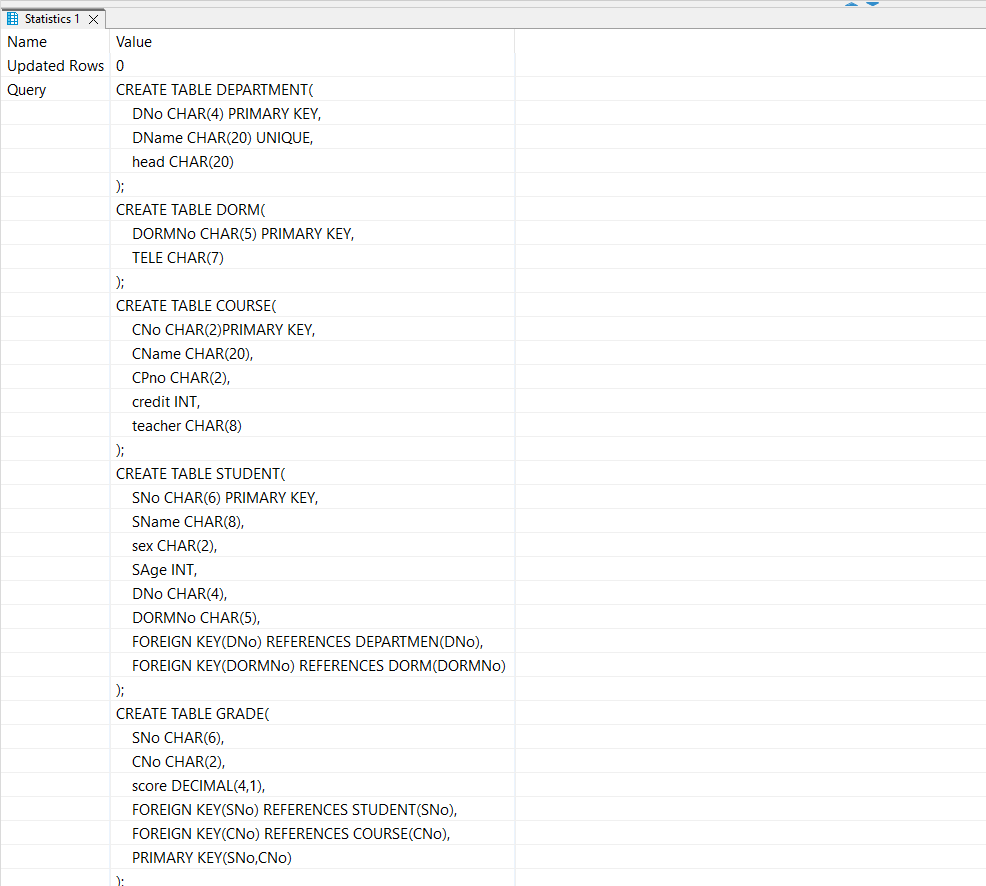 Statistics 1
Name Value
Updated Rows 0
Query CREATE TABLE DEPARTMENT(
DNo CHAR(4) PRIMARY KEY,
DName CHAR(20) UNIQUE,
head CHAR(20)
);
CREATE TABLE DORM(
DORMNo CHAR(5) PRIMARY KEY,
TELE CHAR(7)
);
CREATE TABLE COURSE(
CNo CHAR(2)PRIMARY KEY,
CName CHAR(20),
CPno CHAR(2),
credit INT,
teacher CHAR(8)
);
CREATE TABLE STUDENT(
SNo CHAR(6) PRIMARY KEY,
SName CHAR(8),
sex CHAR(2),
SAge INT,
DNo CHAR(4),
DORMNo CHAR(5),
FOREIGN KEY(DNo) REFERENCES DEPARTMEN(DNo),
FOREIGN KEY(DORMNo) REFERENCES DORM(DORMNo)
);
CREATE TABLE GRADE(
SNo CHAR(6),
CNo CHAR(2),
score DECIMAL(4,1),
FOREIGN KEY(SNo) REFERENCES STUDENT(SNo),
FOREIGN KEY(CNo) REFERENCES COURSE(CNo),
PRIMARY KEY(SNo,CNo)
);